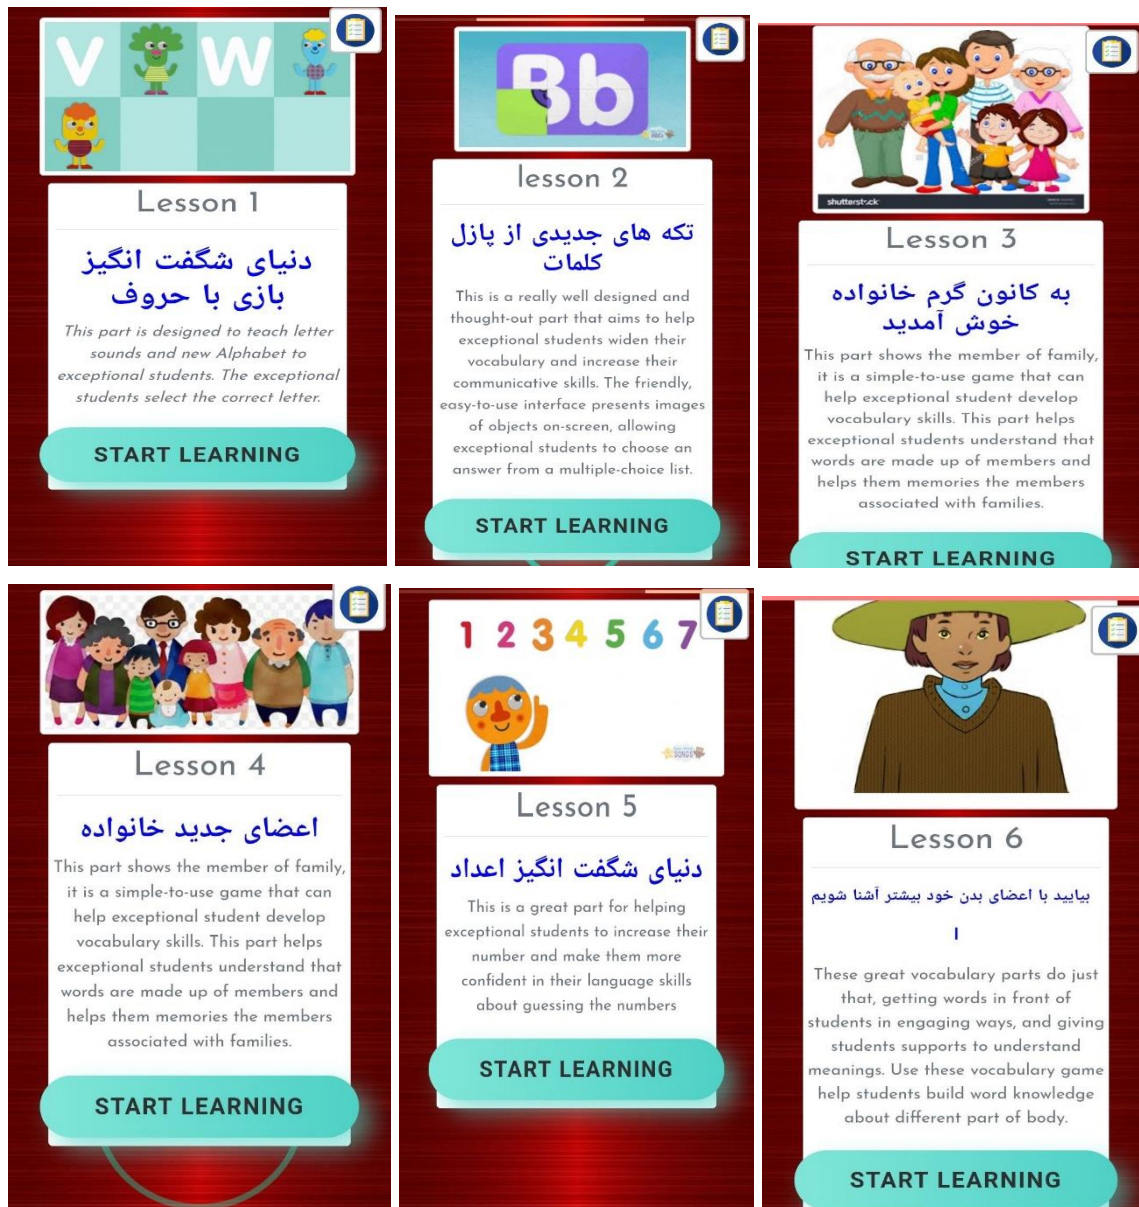 V W
Lesson 1
دنیای شگفت انگیز
بازی با حروف
This part is designed to teach letter
sounds and new Alphabet to
exceptional students. The exceptional
students select the correct letter.
START LEARNING
Bb
lesson 2
تکه های جدیدی از پازل
کلمات
This is a really well designed and
thought-out part that aims to help
exceptional students widen their
vocabulary and increase their
communicative skills. The friendly,
easy-to-use interface presents images
of objects on-screen, allowing
exceptional students to choose an
answer from a multiple-choice list.
START LEARNING
shutterstock
Lesson 3
به کانون گرم خانواده
خوش آمدید
This part shows the member of family,
it is a simple-to-use game that can
help exceptional student develop
vocabulary skills. This part helps
exceptional students understand that
words are made up of members and
helps them memories the members
associated with families.
START LEARNING
Lesson 4
اعضای جدید خانواده
This part shows the member of family,
it is a simple-to-use game that can
help exceptional student develop
vocabulary skills. This part helps
exceptional students understand that
words are made up of members and
helps them memories the members
associated with families.
START LEARNING
1 2 3 4 5 6 7
SONGS
Lesson 5
دنیای شگفت انگیز اعداد
This is a great part for helping
exceptional students to increase their
number and make them more
confident in their language skills
about guessing the numbers
START LEARNING
Lesson 6
بیایید با اعضای بدن خود بیشتر آشنا شویم
ا
These great vocabulary parts do just
that, getting words in front of
students in engaging ways, and giving
students supports to understand
meanings. Use these vocabulary game
help students build word knowledge
about different part of body.
START LEARNING